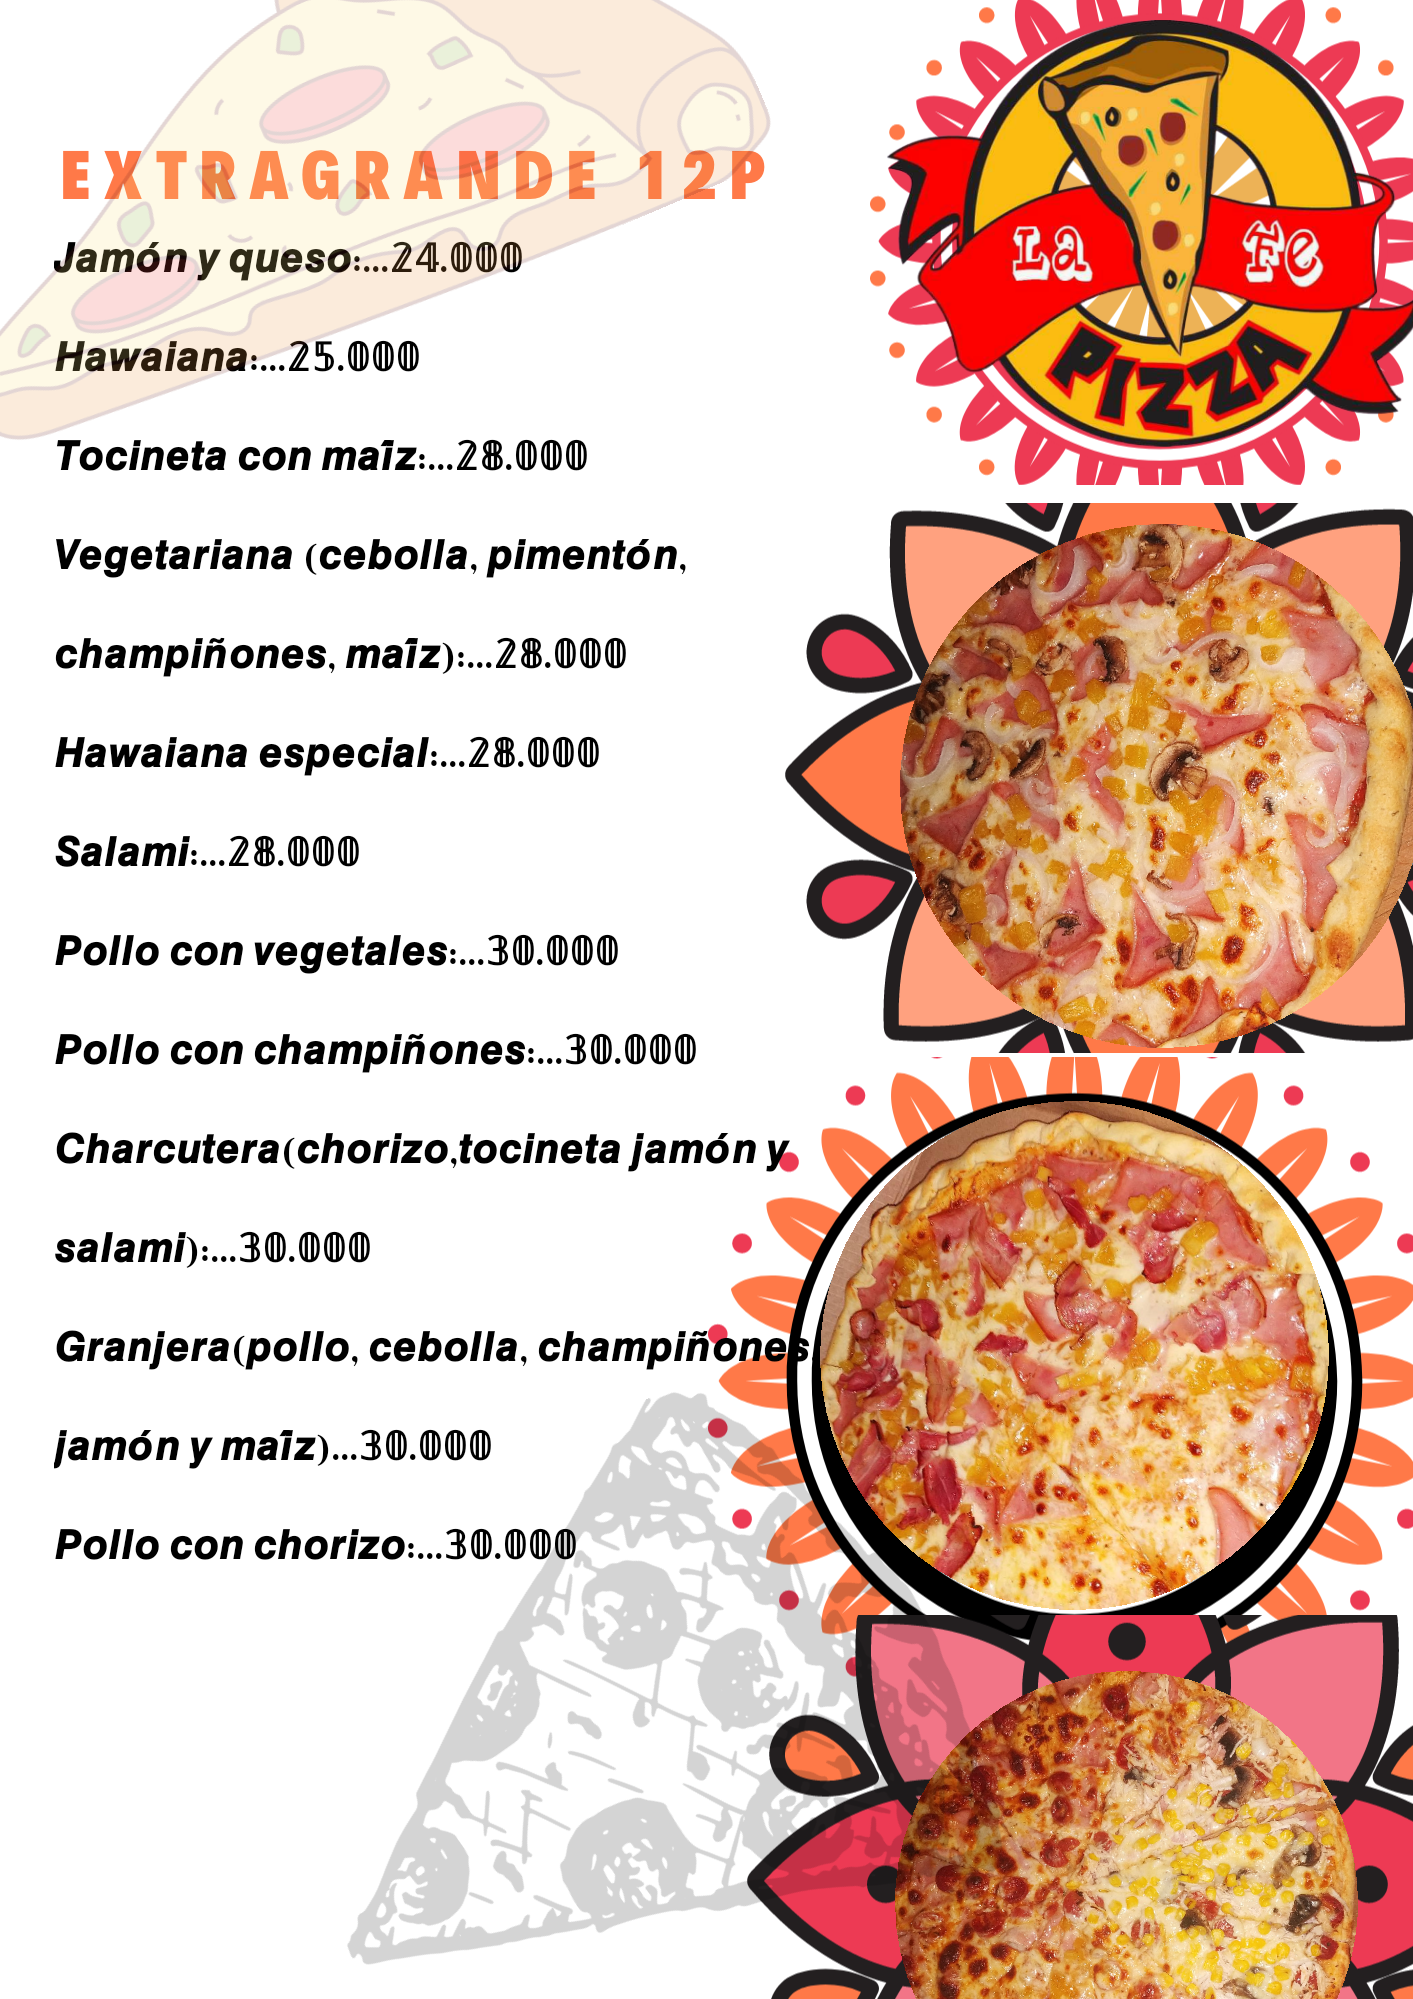 EXTRAGRANDE 12P
Jamón y queso:...24.000
Hawaiana:...25.000
Tocineta con maíz:...28.000
Vegetariana (cebolla, pimentón,
champiñones, maíz):...28.000
Hawaiana especial:...28.000
Salami:...28.000
Pollo con vegetales:...30.000
Pollo con champiñones:...30.000
Charcutera(chorizo,tocineta jamón y
salami):...30.000
Granjera(pollo, cebolla, champiñones
jamón y maíz)...30.000
Pollo con chorizo:...30.000
La Fe
PIZZA